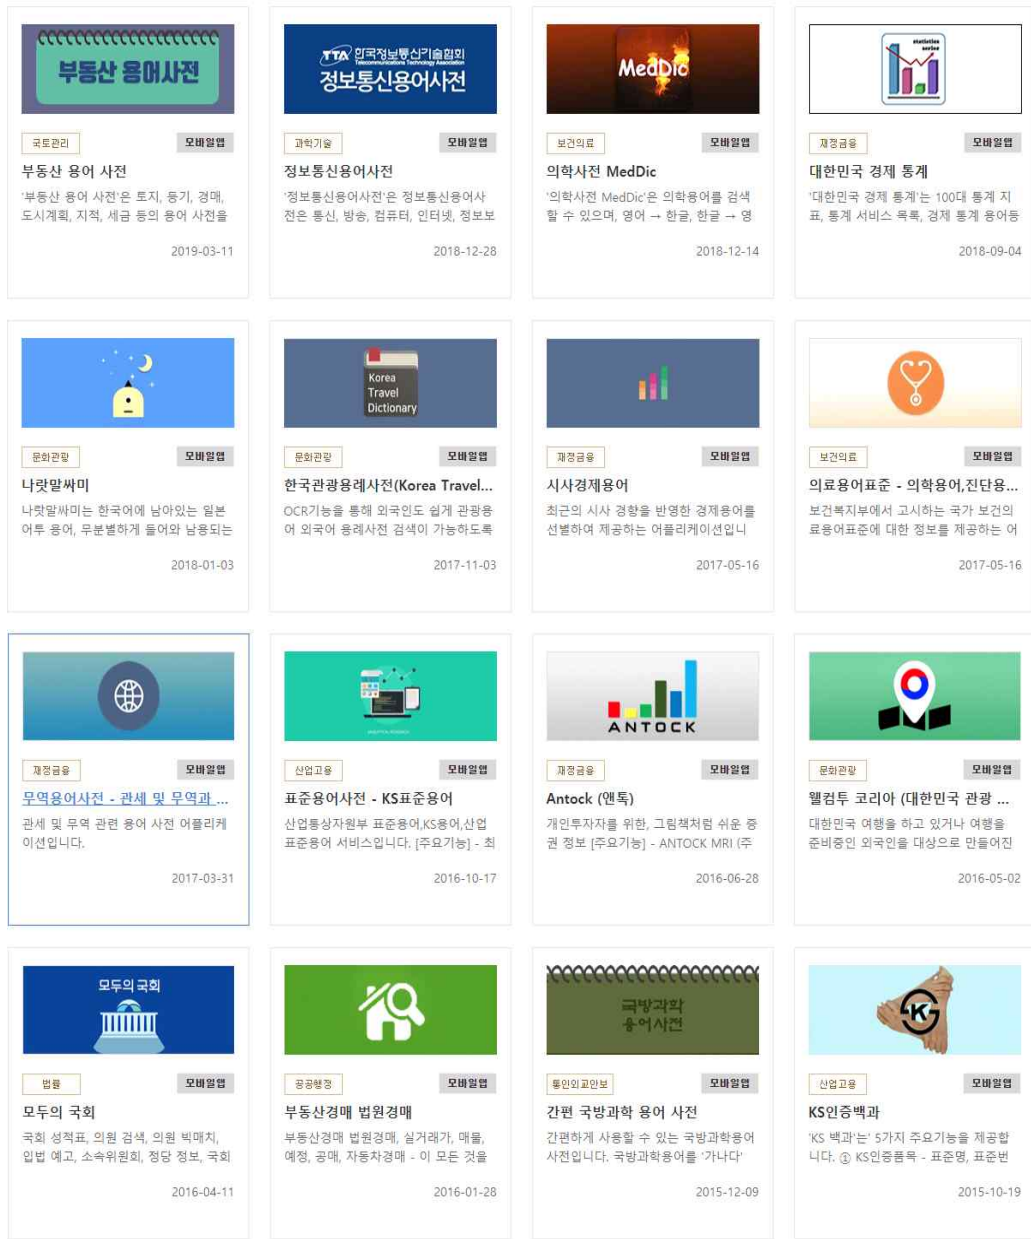 부동산 용어사전
국토관리
모바일앱
부동산 용어 사전
'부동산 용어 사전'은 토지, 등기, 경매,
도시계획, 지적, 세금 등의 용어 사전을
2019-03-11
TTA 한국정보통신기술협회
Telecommunications Technology Association
정보통신용어사전
과학기술
모바일앱
정보통신용어사전
'정보통신용어사전'은 정보통신용어사
전은 통신, 방송, 컴퓨터, 인터넷, 정보보
2018-12-28
MedDic
보건의료
모바일앱
의학사전 MedDic
'의학사전 MedDic'은 의학용어를 검색
할 수 있으며, 영어 → 한글, 한글 → 영
2018-12-14
statistics
series
재정금융
모바일앱
대한민국 경제 통계
'대한민국 경제 통계'는 100대 통계 지
표, 통계 서비스 목록, 경제 통계 용어등
2018-09-04
문화관광
모바일앱
나랏말싸미
나랏말싸미는 한국어에 남아있는 일본
어투 용어, 무분별하게 들어와 남용되는
2018-01-03
Korea
Travel
Dictionary
문화관광
모바일앱
한국관광용례사전(Korea Travel...
OCR기능을 통해 외국인도 쉽게 관광용
어 외국어 용례사전 검색이 가능하도록
2017-11-03
재정금융
모바일앱
시사경제용어
최근의 시사 경향을 반영한 경제용어를
선별하여 제공하는 어플리케이션입니
2017-05-16
보건의료
모바일앱
의료용어표준 - 의학용어,진단용...
보건복지부에서 고시하는 국가 보건의
료용어표준에 대한 정보를 제공하는 어
2017-05-16
재정금융
모바일앱
무역용어사전 - 관세 및 무역과 ...
관세 및 무역 관련 용어 사전 어플리케
이션입니다.
2017-03-31
산업고용
모바일앱
표준용어사전 - KS표준용어
산업통상자원부 표준용어,KS용어,산업
표준용어 서비스입니다. [주요기능] - 최
2016-10-17
ANTOCK
재정금융
모바일앱
Antock (앤톡)
개인투자자를 위한, 그림책처럼 쉬운 증
권 정보 [주요기능] - ANTOCK MRI (주
2016-06-28
문화관광
모바일앱
웰컴투 코리아 (대한민국 관광 ...
대한민국 여행을 하고 있거나 여행을
준비중인 외국인을 대상으로 만들어진
2016-05-02
모두의 국회
법률
모바일앱
모두의 국회
국회 성적표, 의원 검색, 의원 빅매치,
입법 예고, 소속위원회, 정당 정보, 국회
2016-04-11
공공행정
모바일앱
부동산경매 법원경매
부동산경매 법원경매, 실거래가, 매물,
예정, 공매, 자동차경매 - 이 모든 것을
2016-01-28
국방과학
용어사전
통일외교안보
모바일앱
간편 국방과학 용어 사전
간편하게 사용할 수 있는 국방과학용어
사전입니다. 국방과학용어를 '가나다'
2015-12-09
K
산업고용
모바일앱
KS인증백과
'KS 백과'는' 5가지 주요기능을 제공합
니다. ① KS인증품목 - 표준명, 표준번
2015-10-19